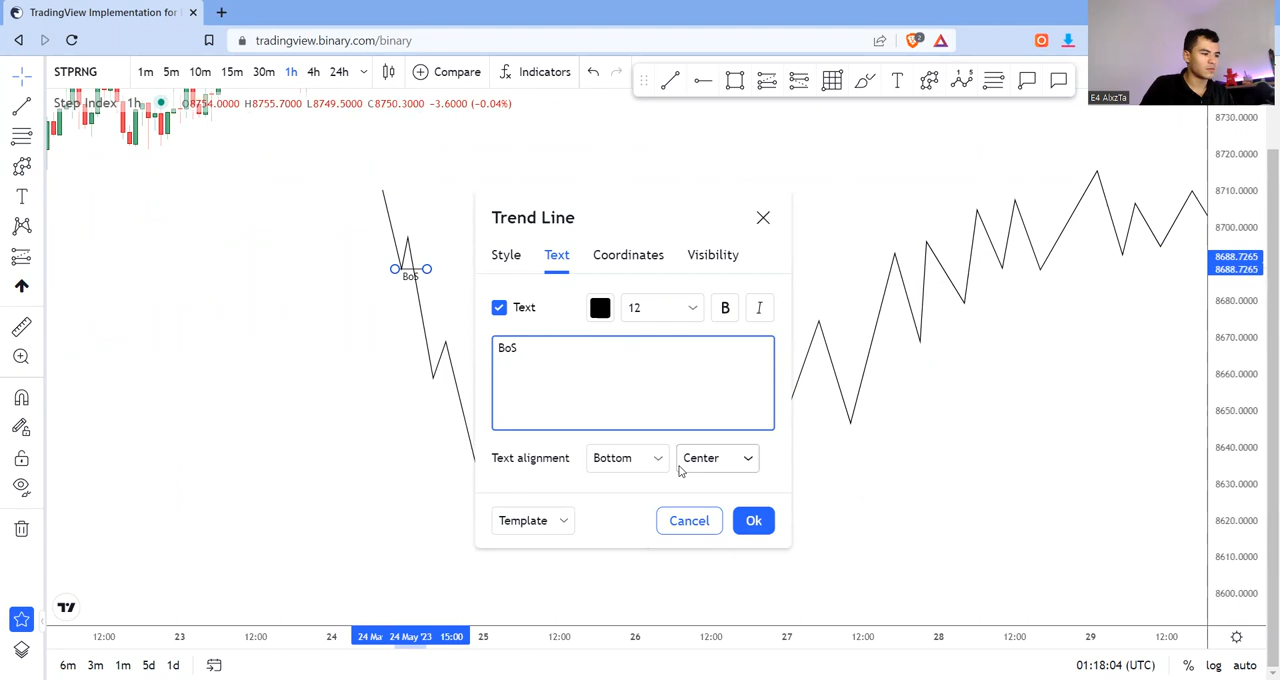 TradingView Implementation for
tradingview.binary.com/binary
2
STPRNG
1m 5m 10m 15m 30m 1h 4h 24h
Compare
Indicators
Step Index 1h
O8754.0000 H8755.7000 L8749.5000 C8750.3000 −3.6000 (−0.04%)
E4 AlxzTa
BoS
Trend Line
Style Text Coordinates Visibility
Text
12
B I
BoS
Text alignment
Bottom
Center
Template
Cancel
Ok
8730.0000
8720.0000
8710.0000
8700.0000
8688.7265
8688.7265
8680.0000
8670.0000
8660.0000
8650.0000
8640.0000
8630.0000
8620.0000
8610.0000
8600.0000
12:00 23 12:00 24 24 Ma 24 May '23 15:00 25 12:00 26 12:00 27 12:00 28 12:00 29 12:00
6m 3m 1m 5d 1d
01:18:04 (UTC) % log auto